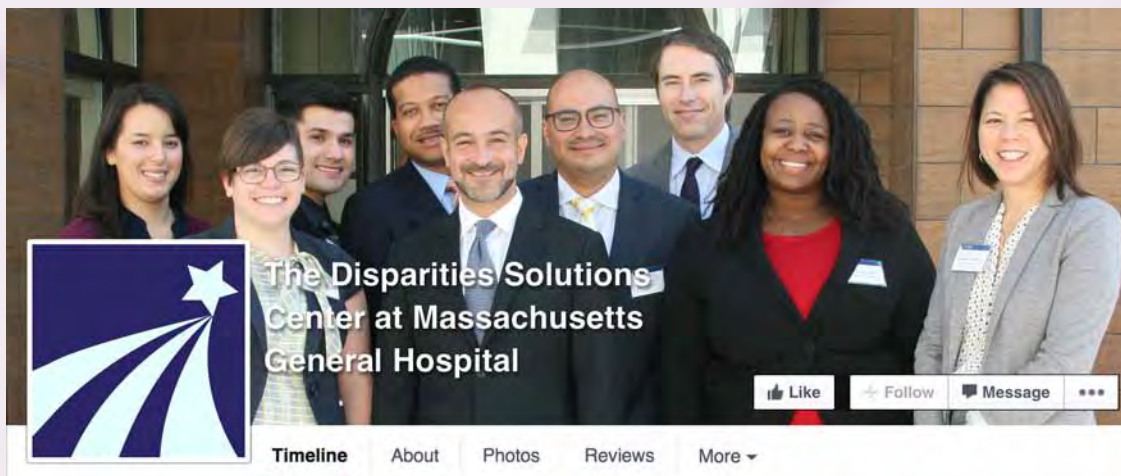 The Disparities Solutions
Center at Massachusetts
General Hospital
Like Follow Message
Timeline About Photos Reviews More